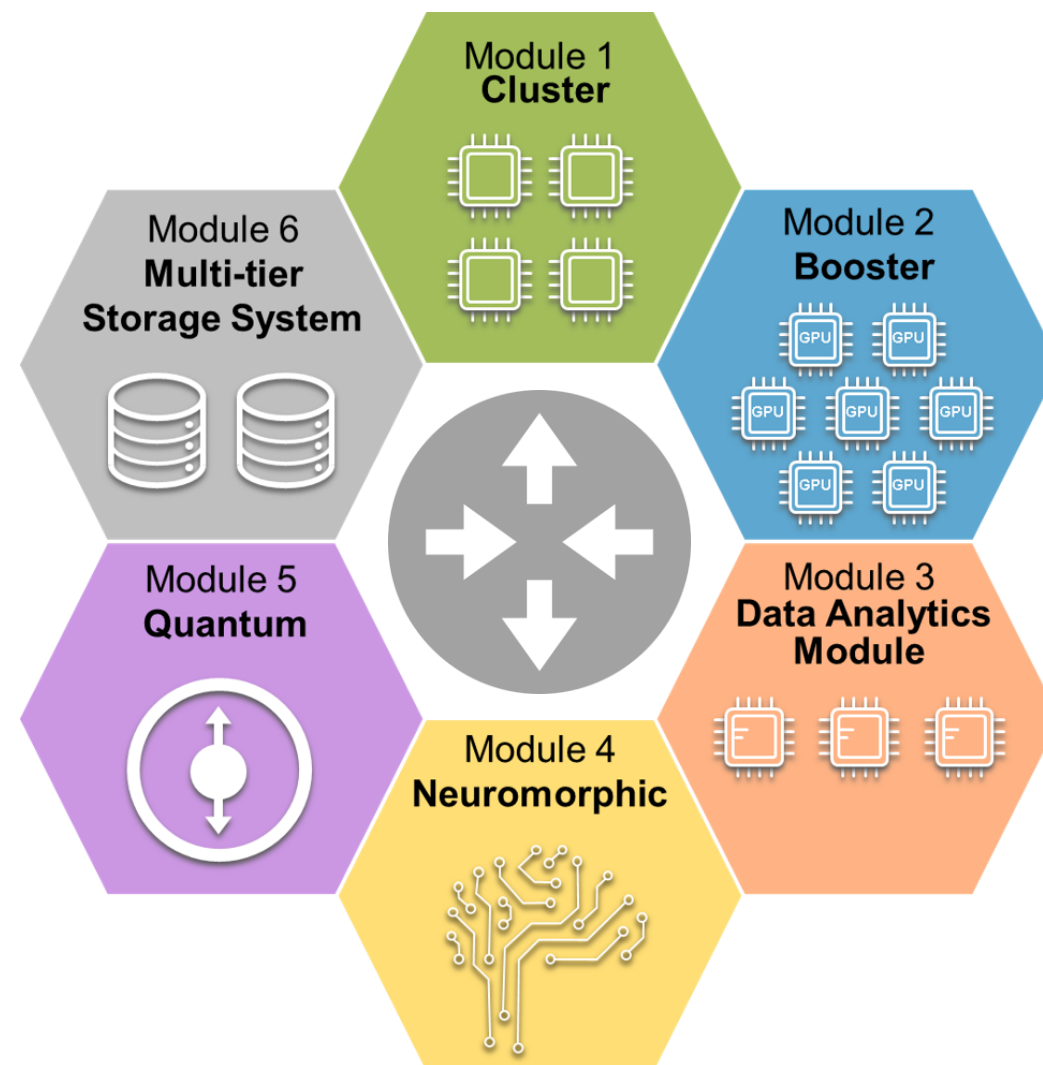 Module 1
Cluster
Module 2
Booster
GPU GPU
GPU GPU GPU
GPU GPU
Module 3
Data Analytics
Module
Module 4
Neuromorphic
Module 5
Quantum
Module 6
Multi-tier
Storage System